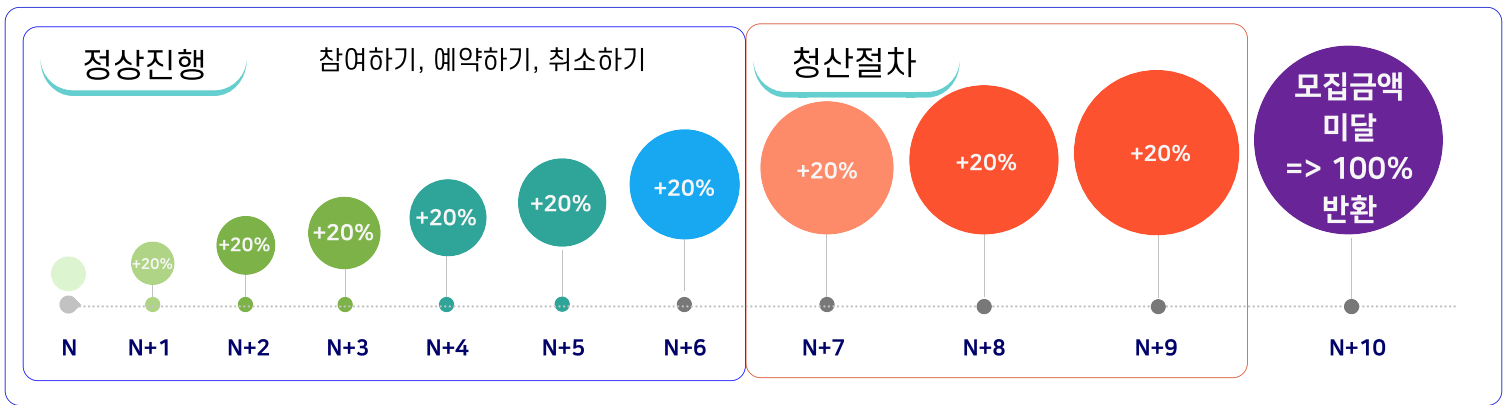 정상진행
참여하기, 예약하기, 취소하기
청산절차
+20%
+20%
+20%
+20%
+20%
+20%
+20%
+20%
+20%
모집금액
미달
=> 100%
반환
N
N+1
N+2
N+3
N+4
N+5
N+6
N+7
N+8
N+9
N+10